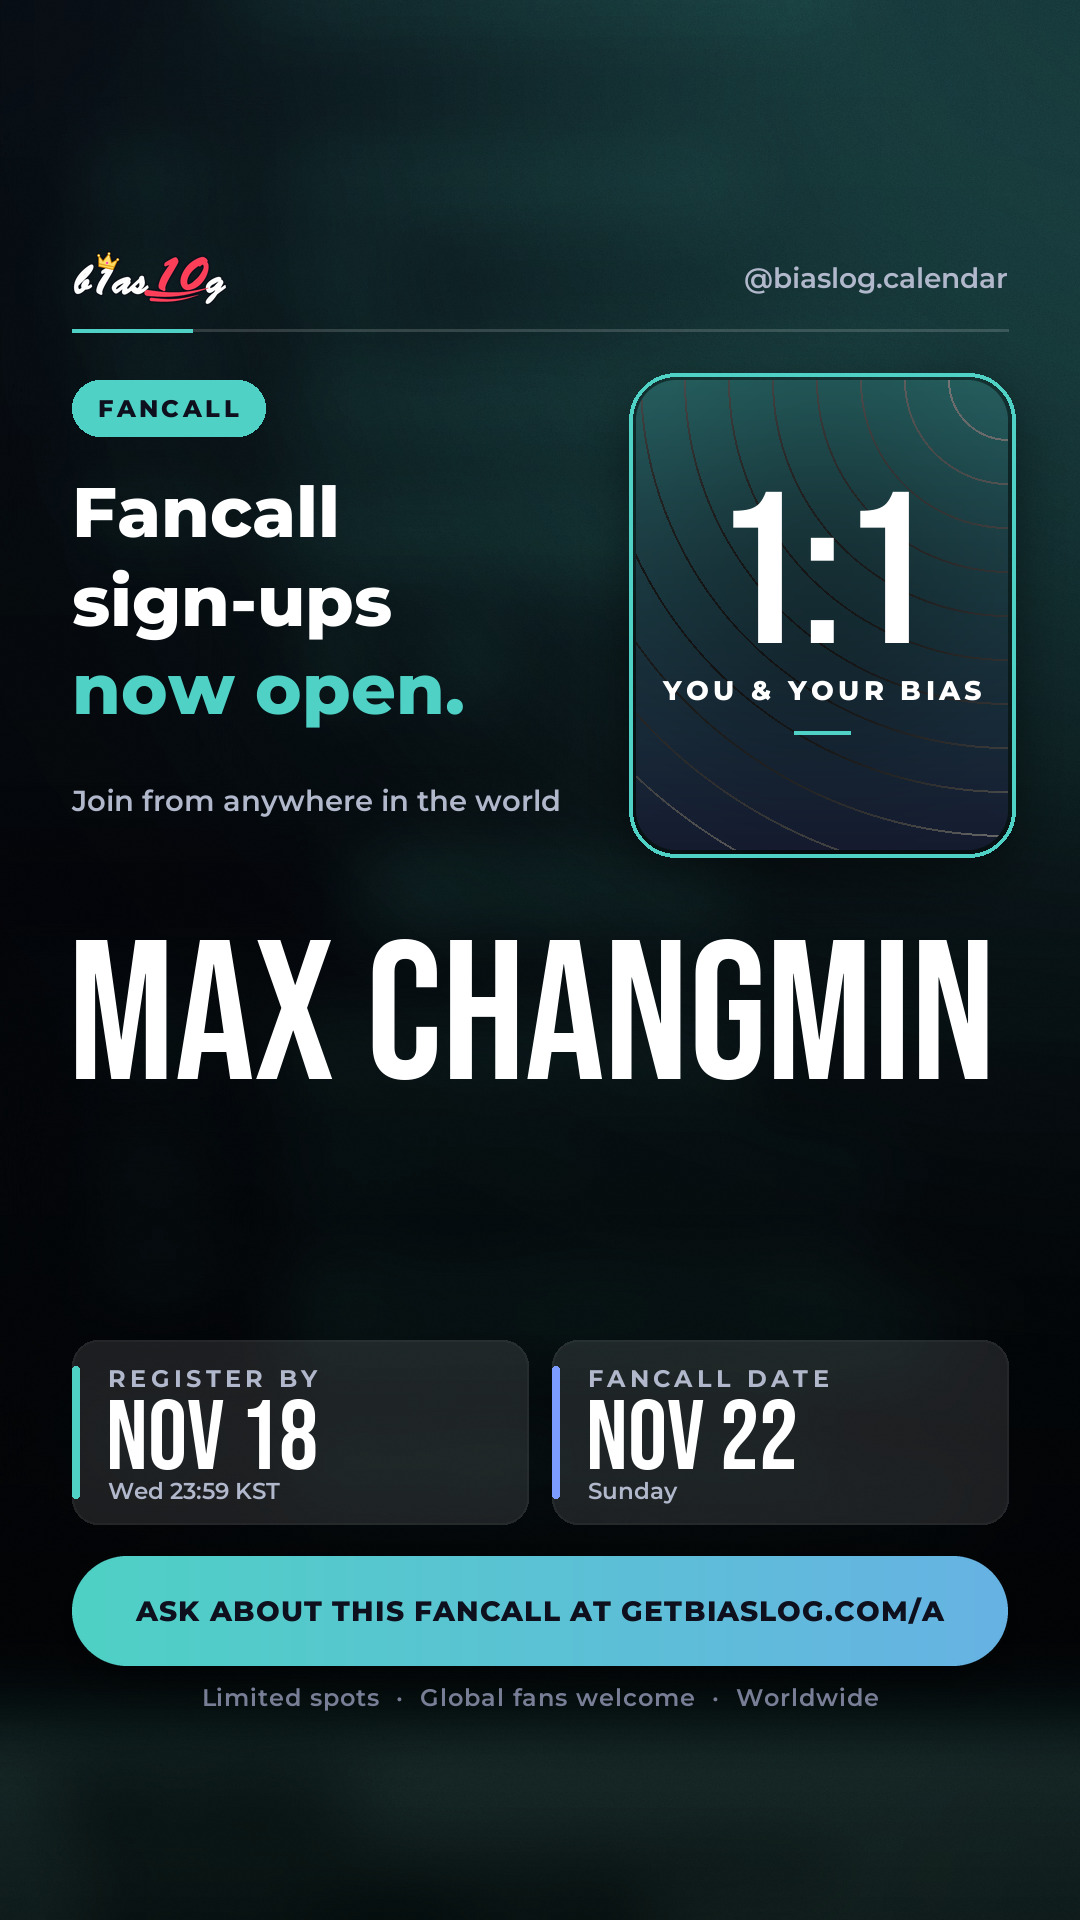 b1as10g
@biaslog.calendar
FANCALL
Fancall
sign-ups
now open.
Join from anywhere in the world
1:1
YOU & YOUR BIAS
MAX CHANGMIN
REGISTER BY
NOV 18
Wed 23:59 KST
FANCALL DATE
NOV 22
Sunday
ASK ABOUT THIS FANCALL AT GETBIASLOG.COM/A
Limited spots · Global fans welcome · Worldwide